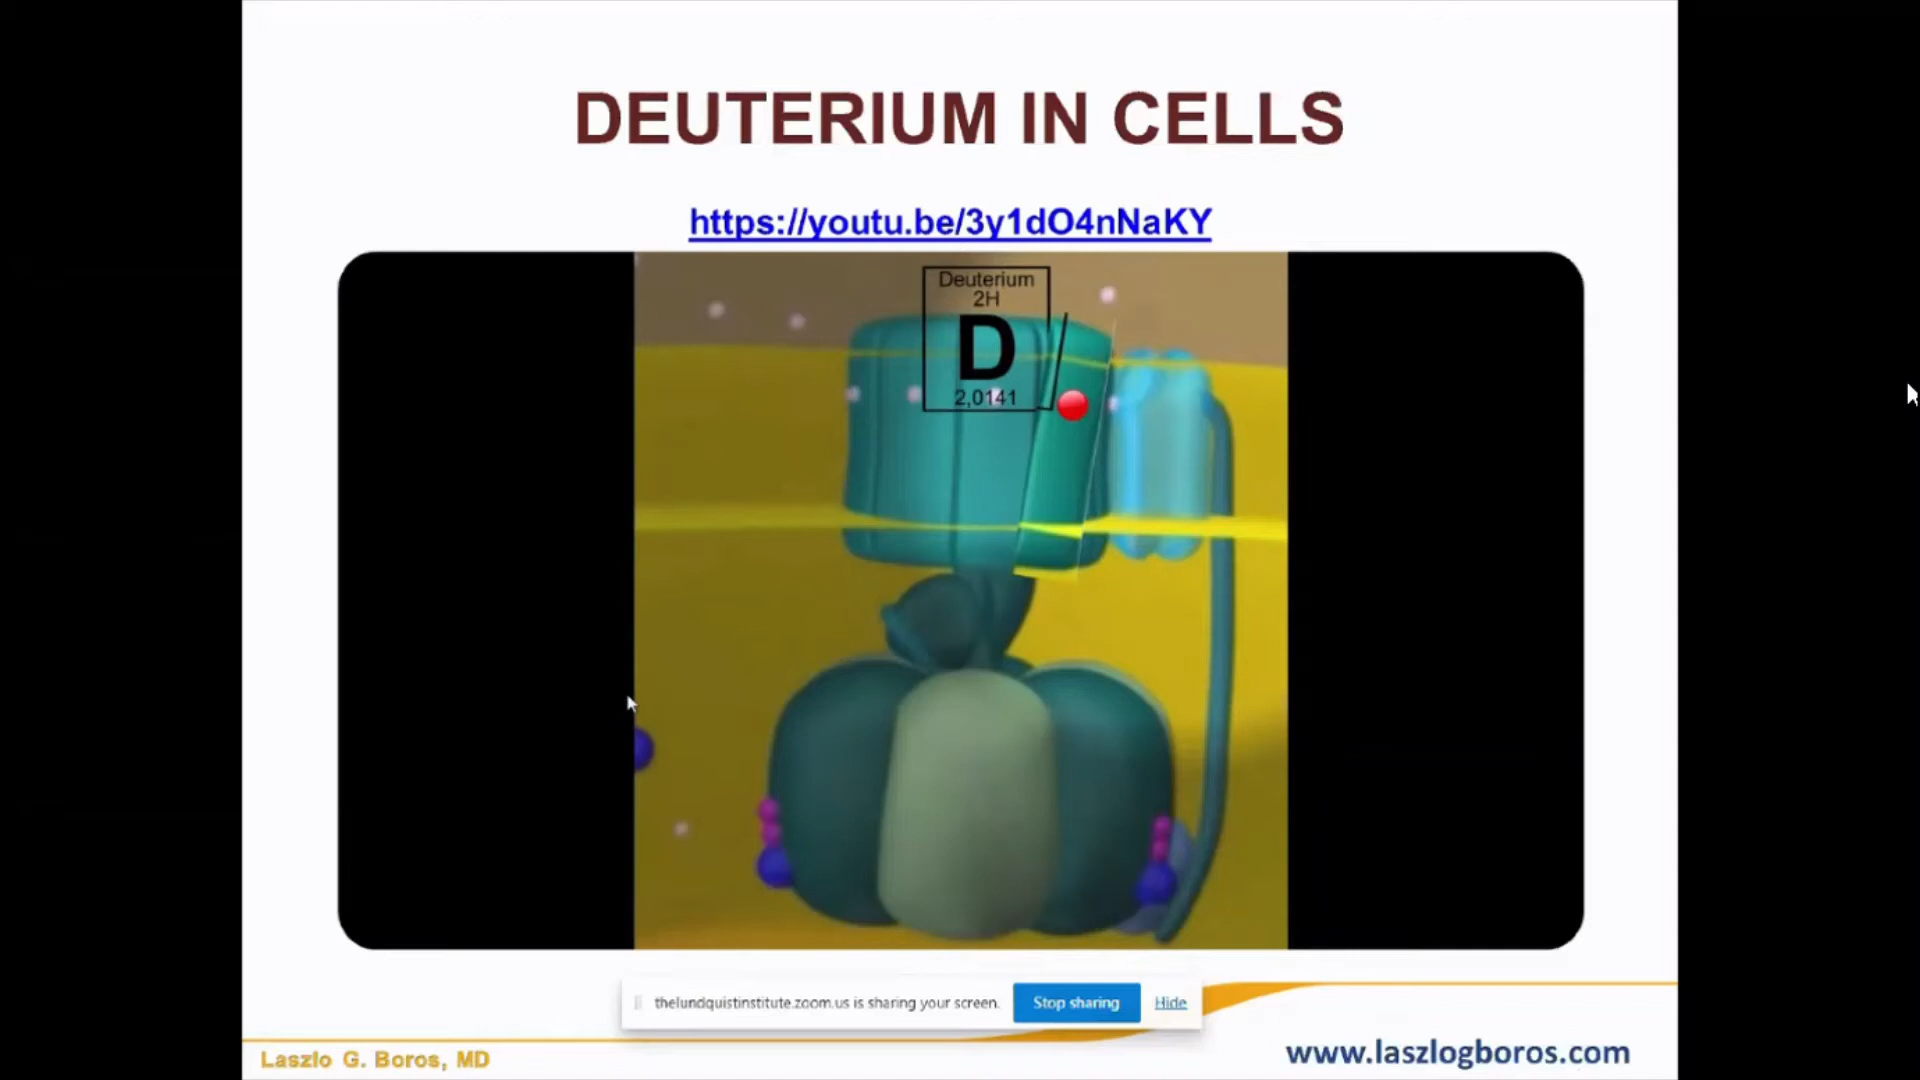 DEUTERIUM IN CELLS
https://youtu.be/3y1dO4nNaKY
Deuterium
2H
D
2,0141
thelundquistinstitute.zoom.us is sharing your screen.
Stop sharing
Hide
Laszlo G. Boros, MD
www.laszlogboros.com